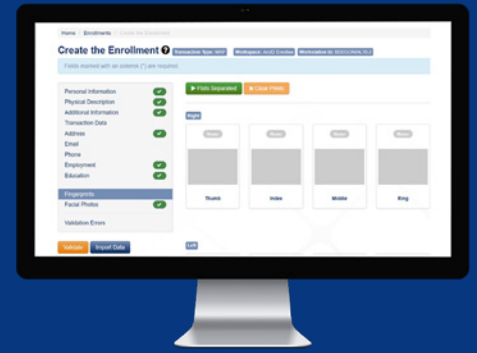 Home / Enrollments / Create the Enrollment
Create the Enrollment
Fields marked with an asterisk (*) are required.
Personal Information
Physical Description
Additional Information
Transaction Data
Address
Email
Phone
Employment
Education
Fingerprints
Facial Photos
Validation Errors
Validate Import Data
Flats Separated Clear Prints
Right
Thumb Index Middle Ring
Left